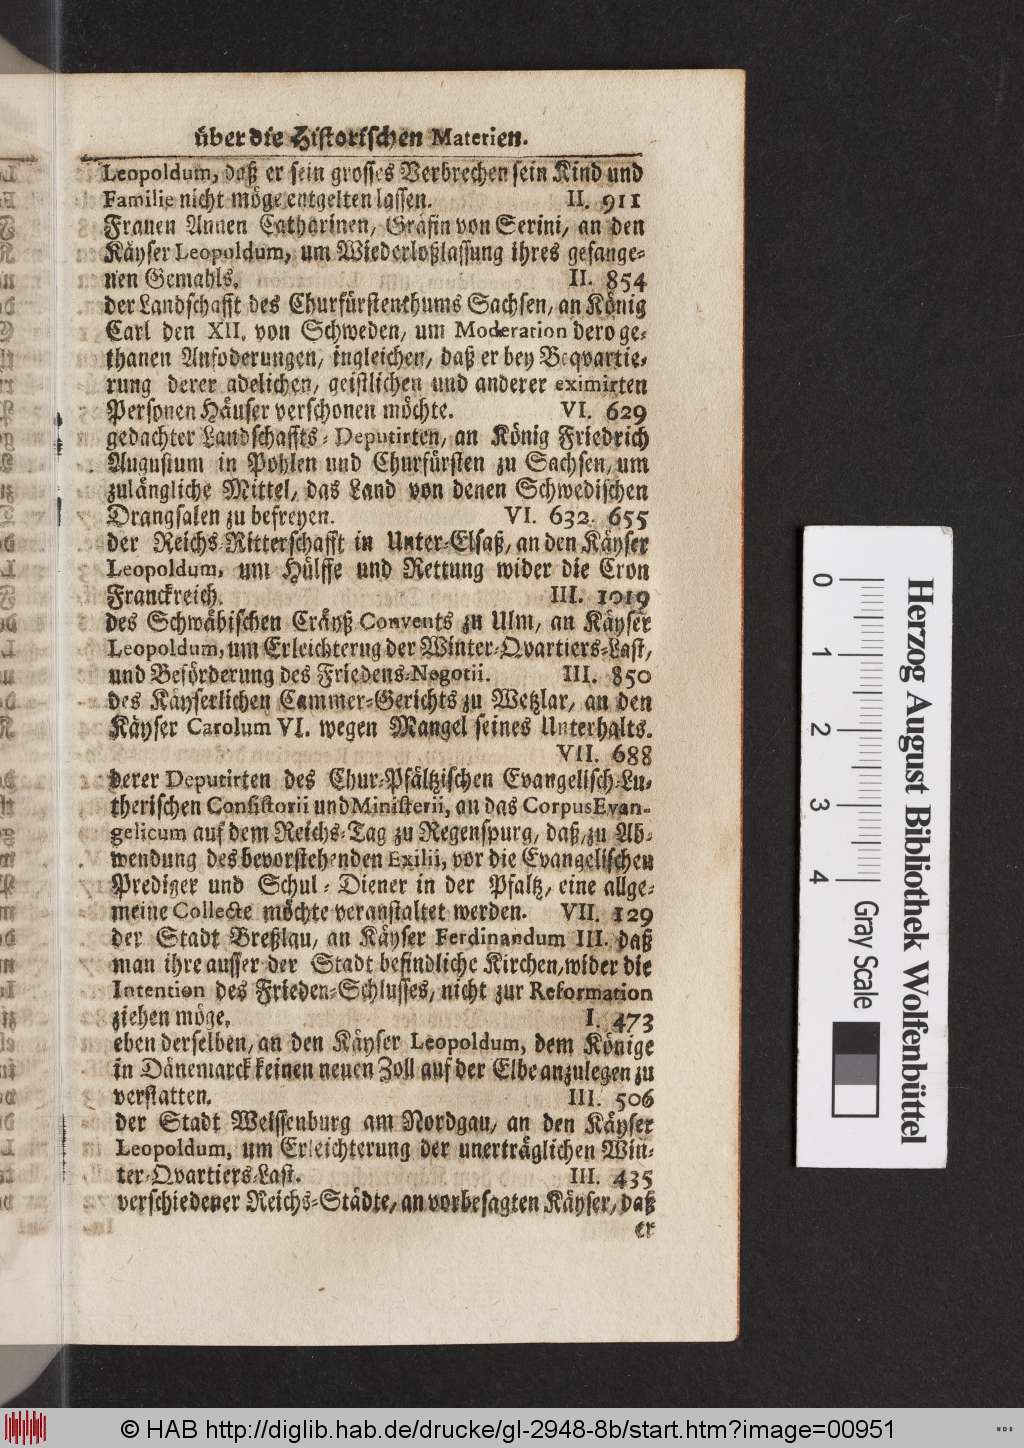 über die Historischen Materien.
Leopoldum, daß er sein grosses Verbrechen sein Kind und
Familie nicht möge entgelten lassen. II. 911
Frauen Annen Catharinen, Gräfin von Serini, an den
Käyser Leopoldum, um Wiederloßlassung ihres gefange-
nen Gemahls. II. 854
der Landschafft des Churfürstenthums Sachsen, an König
Carl den XII. von Schweden, um Moderation dero ge-
thanen Anfoderungen, ingleichen, daß er bey Beqvartie-
rung derer adelichen, geistlichen und anderer eximirten
Personen Häuser verschonen möchte. VI. 629
gedachter Landschaffts-Deputirten, an König Friedrich
Augustum in Pohlen und Churfürsten zu Sachsen, um
zulängliche Mittel, das Land von denen Schwedischen
Drangsalen zu befreyen. VI. 632. 655
der Reichs-Ritterschafft in Unter-Elsaß, an den Käyser
Leopoldum, um Hülffe und Rettung wider die Cron
Franckreich. III. 1019
des Schwäbischen Cräyß Convents zu Ulm, an Käyser
Leopoldum, um Erleichterug der Winter-Qvartiers-Last,
und Beförderung des Friedens-Negotii. III. 850
des Käyserlichen Cammer-Gerichts zu Wetzlar, an den
Käyser Carolum VI. wegen Mangel seines Unterhalts.
VII. 688
derer Deputirten des Chur-Pfältzischen Evangelisch-Lu-
therischen Consistorii und Ministerii, an das Corpus Evan-
gelicum auf dem Reichs-Tag zu Regenspurg, daß, zu Ab-
wendung des bevorstehenden Exilii, vor die Evangelischen
Prediger und Schul-Diener in der Pfaltz, eine allge-
meine Collecte möchte veranstaltet werden. VII. 129
der Stadt Breßlau, an Käyser Ferdinandum III. daß
man ihre ausser der Stadt befindliche Kirchen, wider die
Intention des Frieden-Schlusses, nicht zur Reformation
ziehen möge. I. 473
eben derselben, an den Käyser Leopoldum, dem Könige
in Dänemarck keinen neuen Zoll auf der Elbe anzulegen zu
verstatten. III. 506
der Stadt Weissenburg am Nordgau, an den Käyser
Leopoldum, um Erleichterung der unerträglichen Win-
ter-Qvartiers-Last. III. 435
verschiedener Reichs-Städte, an vorbesagten Käyser, daß
er
0 1 2 3 4
Gray Scale
Herzog August Bibliothek Wolfenbüttel
© HAB http://diglib.hab.de/drucke/gl-2948-8b/start.htm?image=00951